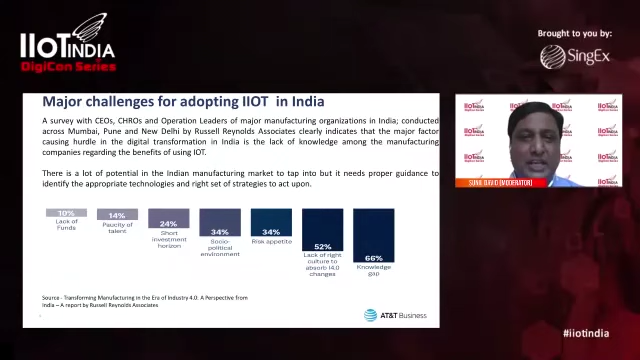 IIOTINDIA
DigiCon Series
Brought to you by:
SingEx
Major challenges for adopting IIOT in India
A survey with CEOs, CHROs and Operation Leaders of major manufacturing organizations in India; conducted
across Mumbai, Pune and New Delhi by Russell Reynolds Associates clearly indicates that the major factor
causing hurdle in the digital transformation in India is the lack of knowledge among the manufacturing
companies regarding the benefits of using IOT.
There is a lot of potential in the Indian manufacturing market to tap into but it needs proper guidance to
identify the appropriate technologies and right set of strategies to act upon.
10%
Lack of
Funds
14%
Paucity of
talent
24%
Short
investment
horizon
34%
Socio-
political
environment
34%
Risk appetite
52%
Lack of right
culture to
absorb I4.0
changes
66%
Knowledge
gap
Source - Transforming Manufacturing in the Era of Industry 4.0: A Perspective from
India – A report by Russell Reynolds Associates
AT&T Business
SUNIL DAVID (MODERATOR)
#iiotindia